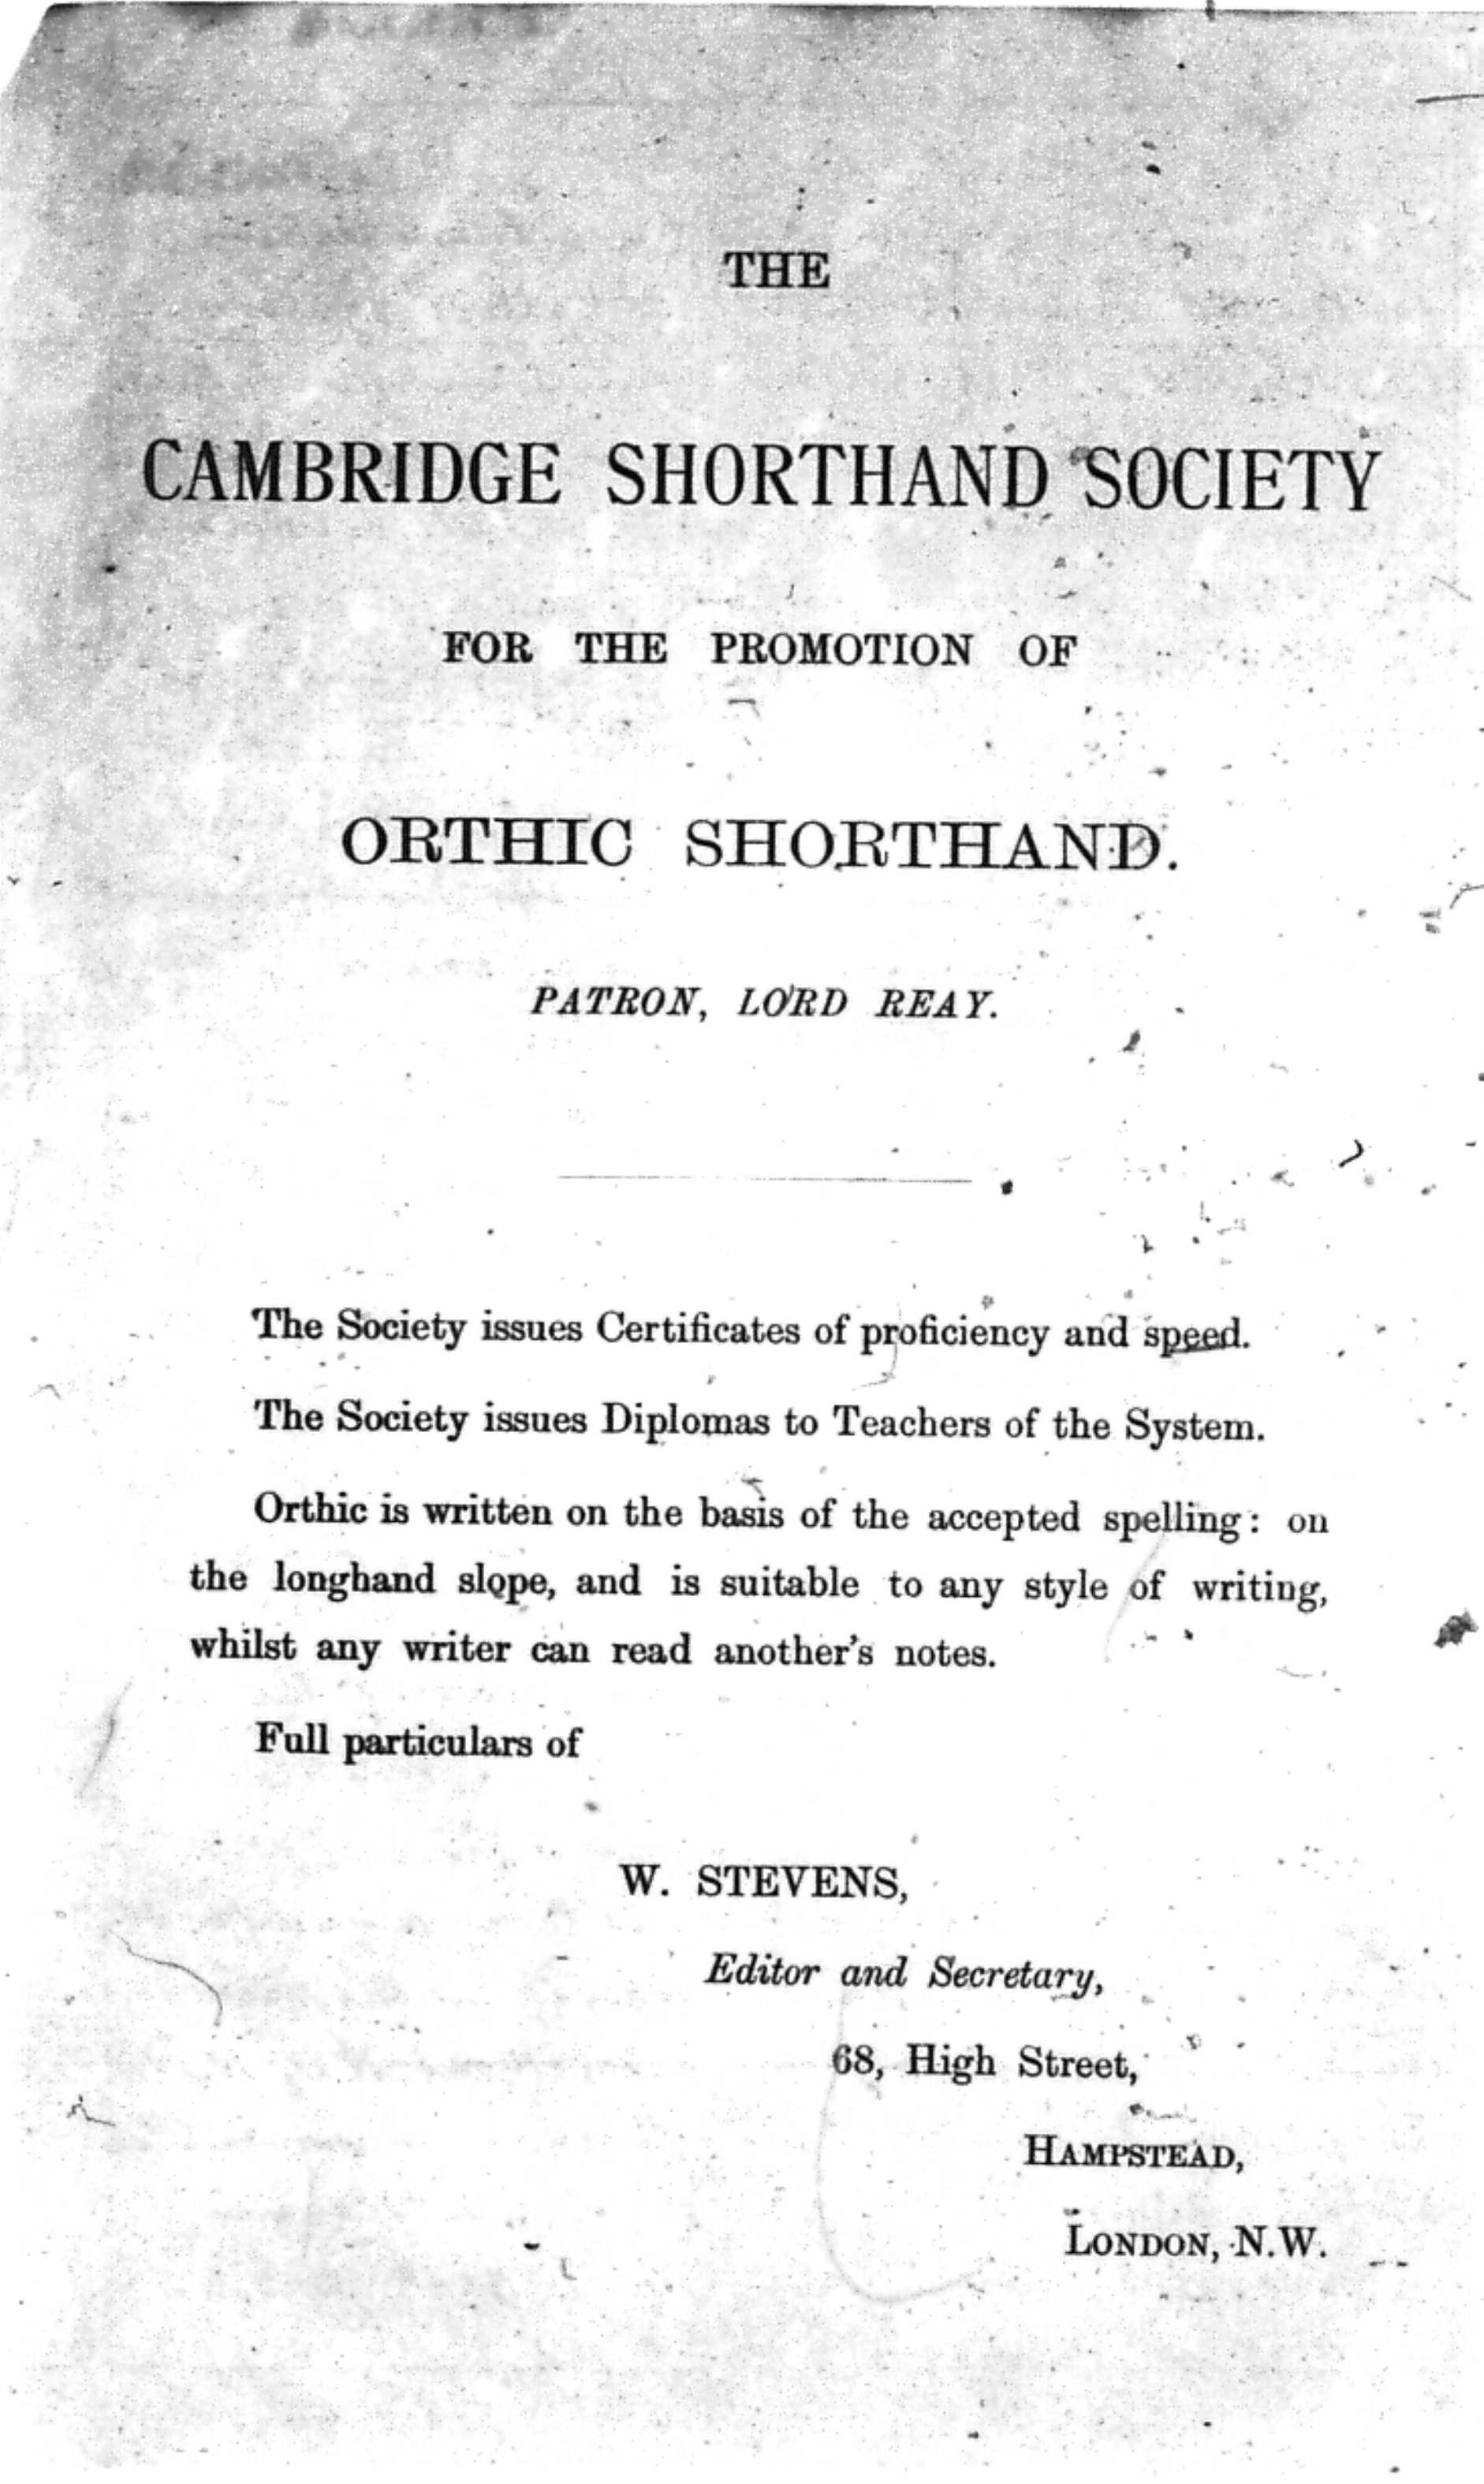 THE
CAMBRIDGE SHORTHAND SOCIETY
FOR THE PROMOTION OF
ORTHIC SHORTHAND.
PATRON, LORD REAY.
The Society issues Certificates of proficiency and speed.
The Society issues Diplomas to Teachers of the System.
Orthic is written on the basis of the accepted spelling: on
the longhand slope, and is suitable to any style of writing,
whilst any writer can read another's notes.
Full particulars of
W. STEVENS,
Editor and Secretary,
68, High Street,
HAMPSTEAD,
LONDON, N.W.